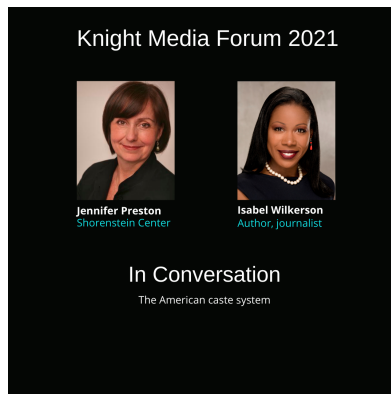 Knight Media Forum 2021
Jennifer Preston
Shorenstein Center
Isabel Wilkerson
Author, journalist
In Conversation
The American caste system